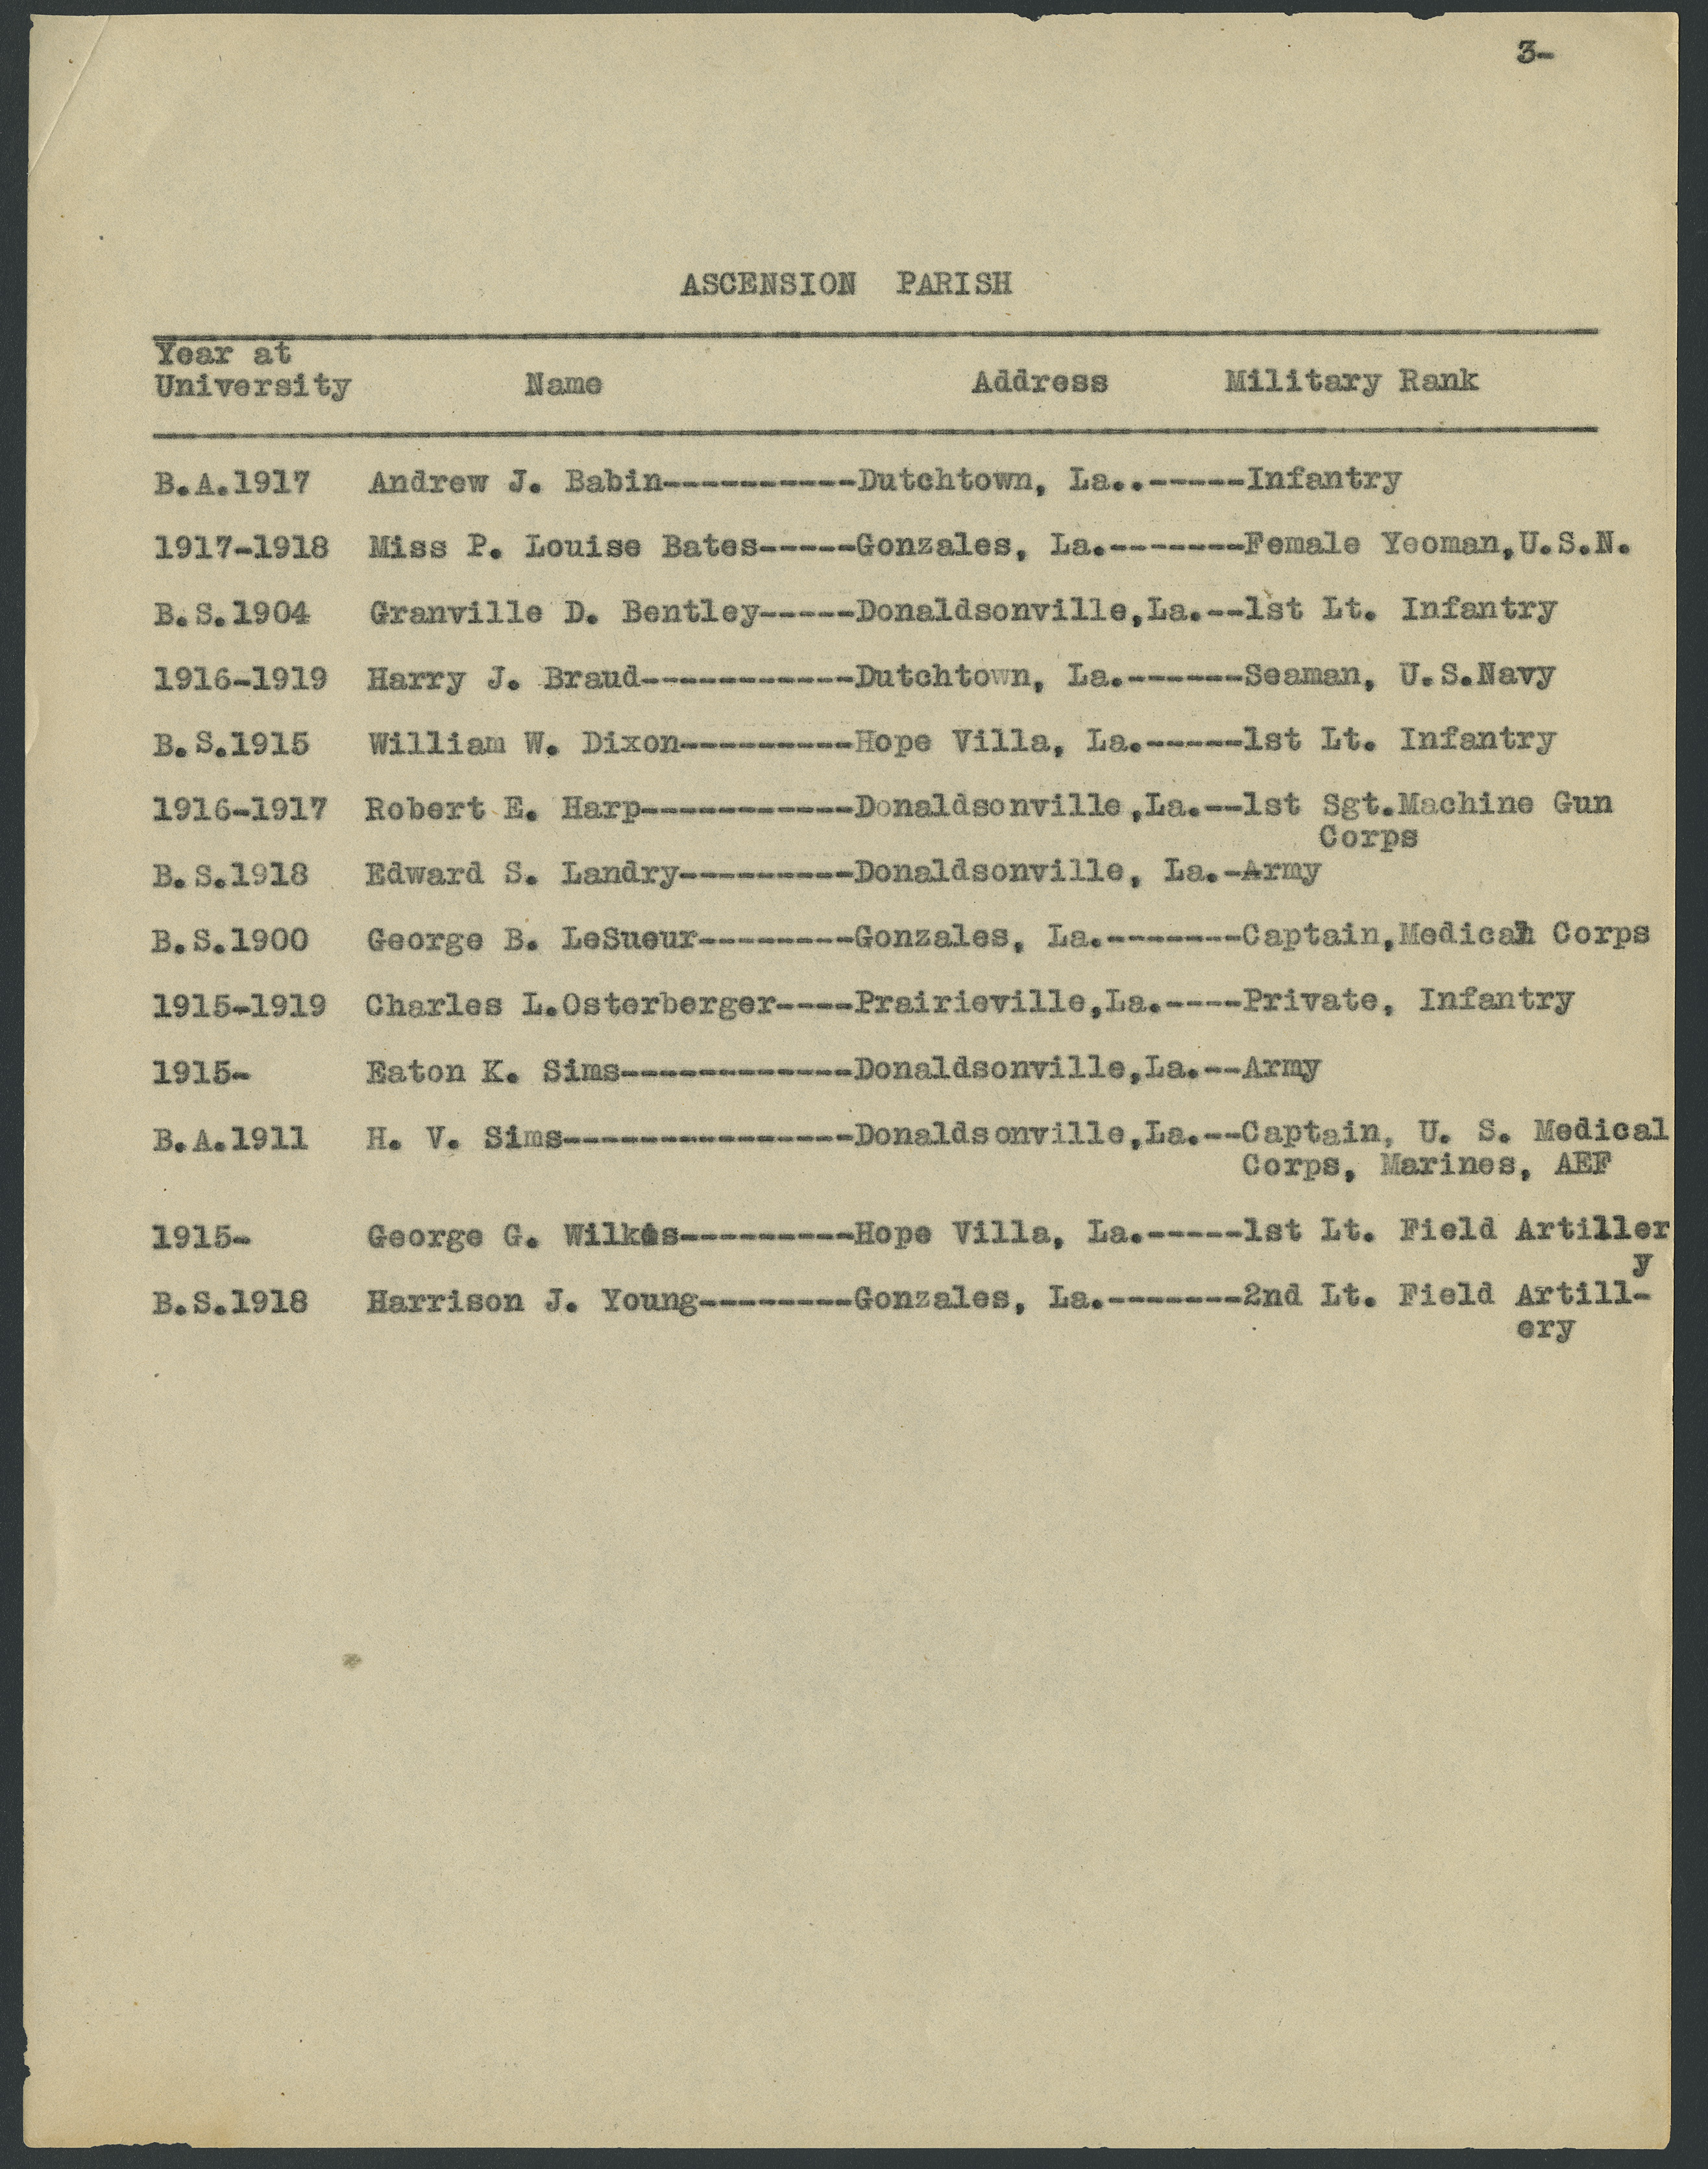 3-
ASCENSION PARISH
Year at
University Name Address Military Rank
B.A.1917 Andrew J. Babin----------Dutchtown, La..-----Infantry
1917-1918 Miss P. Louise Bates-----Gonzales, La.-------Female Yeoman,U.S.N.
B.S.1904 Granville D. Bentley-----Donaldsonville,La.--1st Lt. Infantry
1916-1919 Harry J. Braud-----------Dutchtown, La.------Seaman, U.S.Navy
B.S.1915 William W. Dixon---------Hope Villa, La.-----1st Lt. Infantry
1916-1917 Robert E. Harp-----------Donaldsonville,La.--1st Sgt.Machine Gun
Corps
B.S.1918 Edward S. Landry---------Donaldsonville, La.-Army
B.S.1900 George B. LeSueur--------Gonzales, La.-------Captain,Medical Corps
1915-1919 Charles L.Osterberger----Prairieville,La.----Private, Infantry
1915- Eaton K. Sims------------Donaldsonville,La.--Army
B.A.1911 H. V. Sims---------------Donaldsonville,La.--Captain, U. S. Medical
Corps, Marines, AEF
1915- George G. Wilkes---------Hope Villa, La.-----1st Lt. Field Artiller
y
B.S.1918 Harrison J. Young--------Gonzales, La.-------2nd Lt. Field Artill-
ery